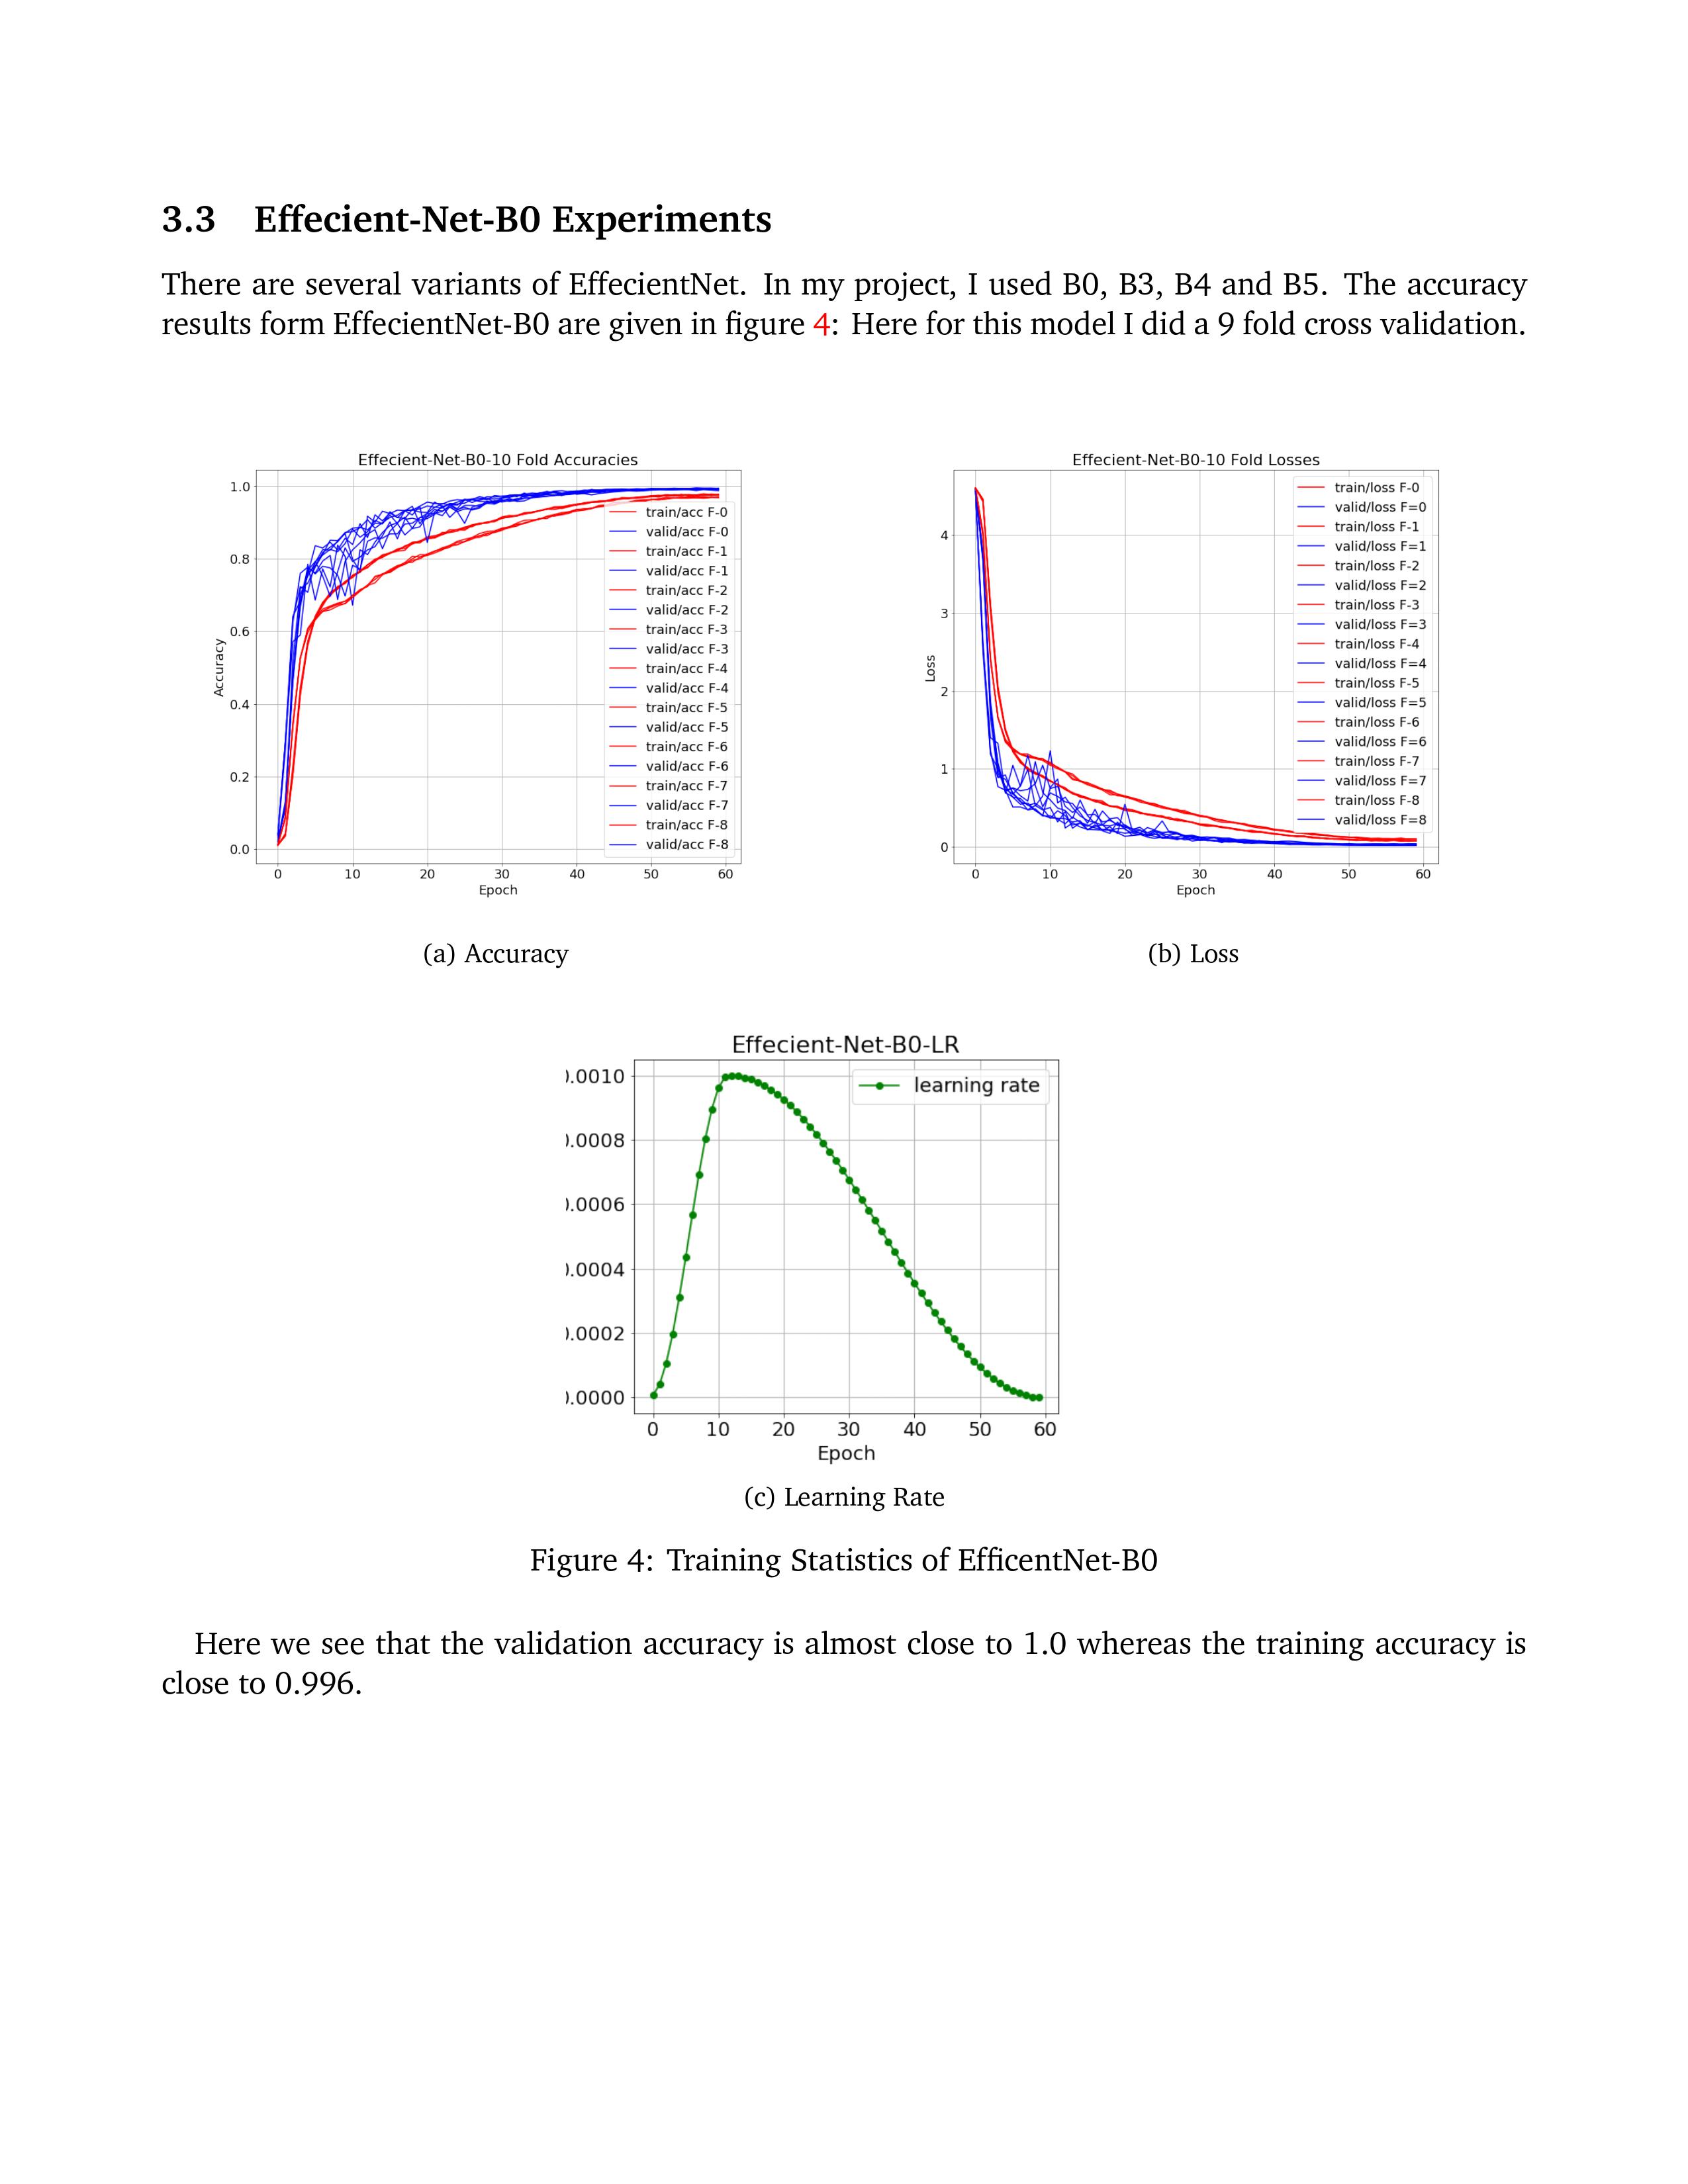 3.3 Effecient-Net-B0 Experiments
There are several variants of EffecientNet. In my project, I used B0, B3, B4 and B5. The accuracy
results form EffecientNet-B0 are given in figure 4: Here for this model I did a 9 fold cross validation.
Effecient-Net-B0-10 Fold Accuracies
1.0
0.8
0.6
0.4
0.2
0.0
Accuracy
train/acc F-0
valid/acc F-0
train/acc F-1
valid/acc F-1
train/acc F-2
valid/acc F-2
train/acc F-3
valid/acc F-3
train/acc F-4
valid/acc F-4
train/acc F-5
valid/acc F-5
train/acc F-6
valid/acc F-6
train/acc F-7
valid/acc F-7
train/acc F-8
valid/acc F-8
0 10 20 30 40 50 60
Epoch
(a) Accuracy
Effecient-Net-B0-10 Fold Losses
4
3
2
1
0
Loss
train/loss F-0
valid/loss F=0
train/loss F-1
valid/loss F=1
train/loss F-2
valid/loss F=2
train/loss F-3
valid/loss F=3
train/loss F-4
valid/loss F=4
train/loss F-5
valid/loss F=5
train/loss F-6
valid/loss F=6
train/loss F-7
valid/loss F=7
train/loss F-8
valid/loss F=8
0 10 20 30 40 50 60
Epoch
(b) Loss
Effecient-Net-B0-LR
0.0010
0.0008
0.0006
0.0004
0.0002
0.0000
learning rate
0 10 20 30 40 50 60
Epoch
(c) Learning Rate
Figure 4: Training Statistics of EfficentNet-B0
Here we see that the validation accuracy is almost close to 1.0 whereas the training accuracy is
close to 0.996.